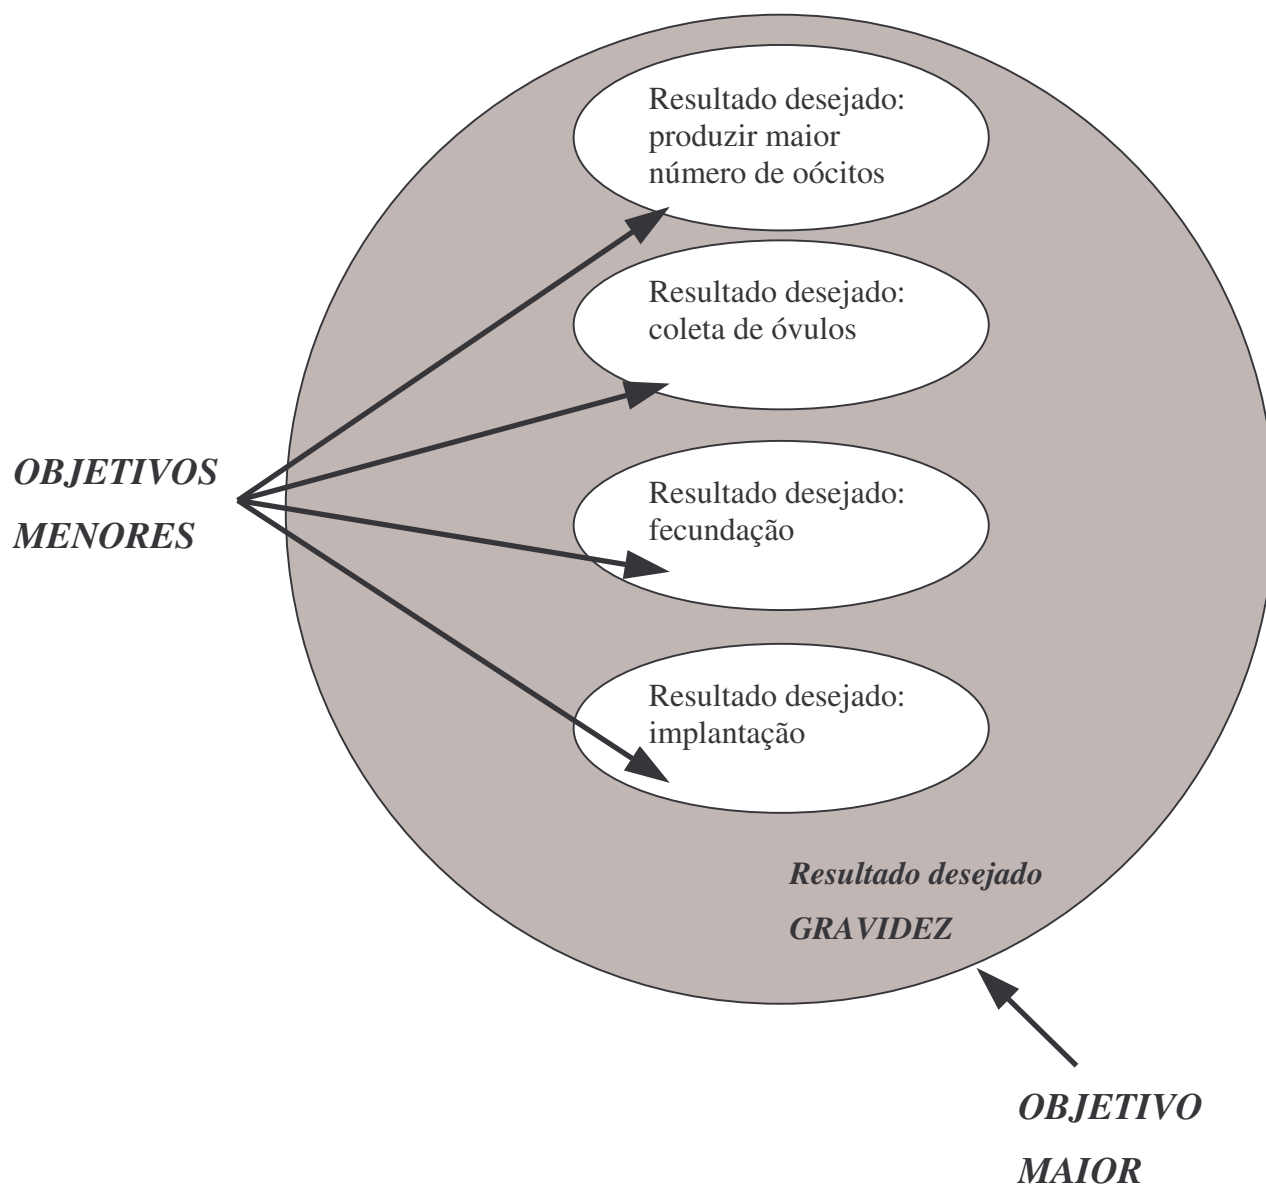 Resultado desejado:
produzir maior
número de oócitos
Resultado desejado:
coleta de óvulos
OBJETIVOS
MENORES
Resultado desejado:
fecundação
Resultado desejado:
implantação
Resultado desejado
GRAVIDEZ
OBJETIVO
MAIOR